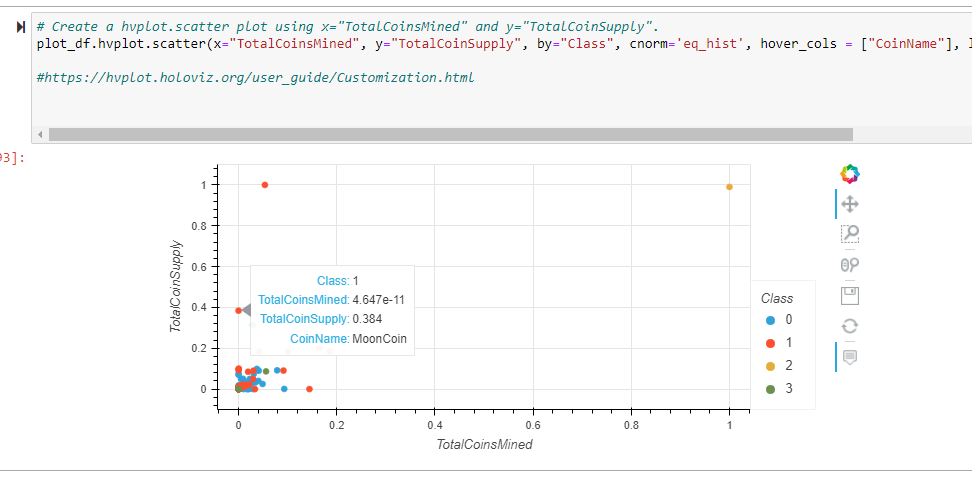 # Create a hvplot.scatter plot using x="TotalCoinsMined" and y="TotalCoinSupply".
plot_df.hvplot.scatter(x="TotalCoinsMined", y="TotalCoinSupply", by="Class", cnorm='eq_hist', hover_cols = ["CoinName"],
#https://hvplot.holoviz.org/user_guide/Customization.html
93]:
TotalCoinSupply
1
0.8
0.6
0.4
0.2
0
Class: 1
TotalCoinsMined: 4.647e-11
TotalCoinSupply: 0.384
CoinName: MoonCoin
0
0.2
0.4
0.6
0.8
1
TotalCoinsMined
Class
0
1
2
3